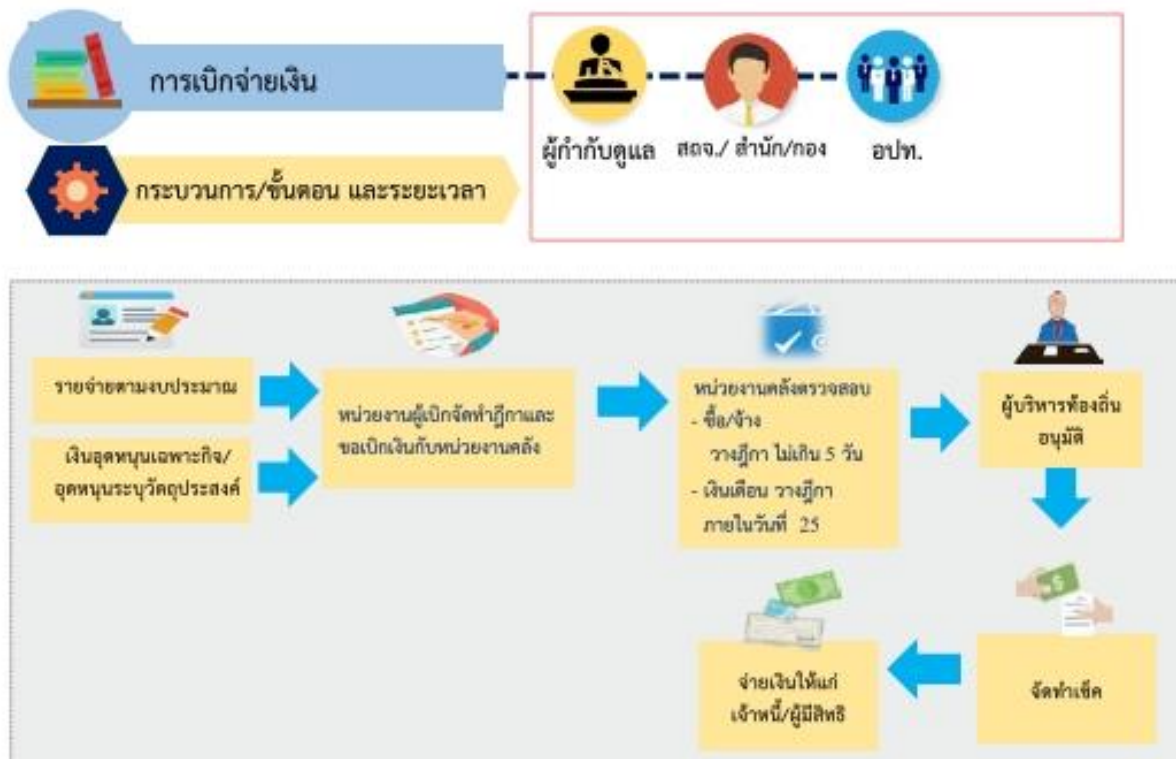 การเบิกจ่ายเงิน
ผู้กำกับดูแล
สถจ./ สำนัก/กอง
อปท.
กระบวนการ/ขั้นตอน และระยะเวลา
รายจ่ายตามงบประมาณ
เงินอุดหนุนเฉพาะกิจ/
อุดหนุนระบุวัตถุประสงค์
หน่วยงานผู้เบิกจัดทำฎีกาและ
ขอเบิกเงินกับหน่วยงานคลัง
หน่วยงานคลังตรวจสอบ
- ซื้อ/จ้าง
วางฎีกา ไม่เกิน 5 วัน
- เงินเดือน วางฎีกา
ภายในวันที่ 25
ผู้บริหารท้องถิ่น
อนุมัติ
จัดทำเช็ค
จ่ายเงินให้แก่
เจ้าหนี้/ผู้มีสิทธิ